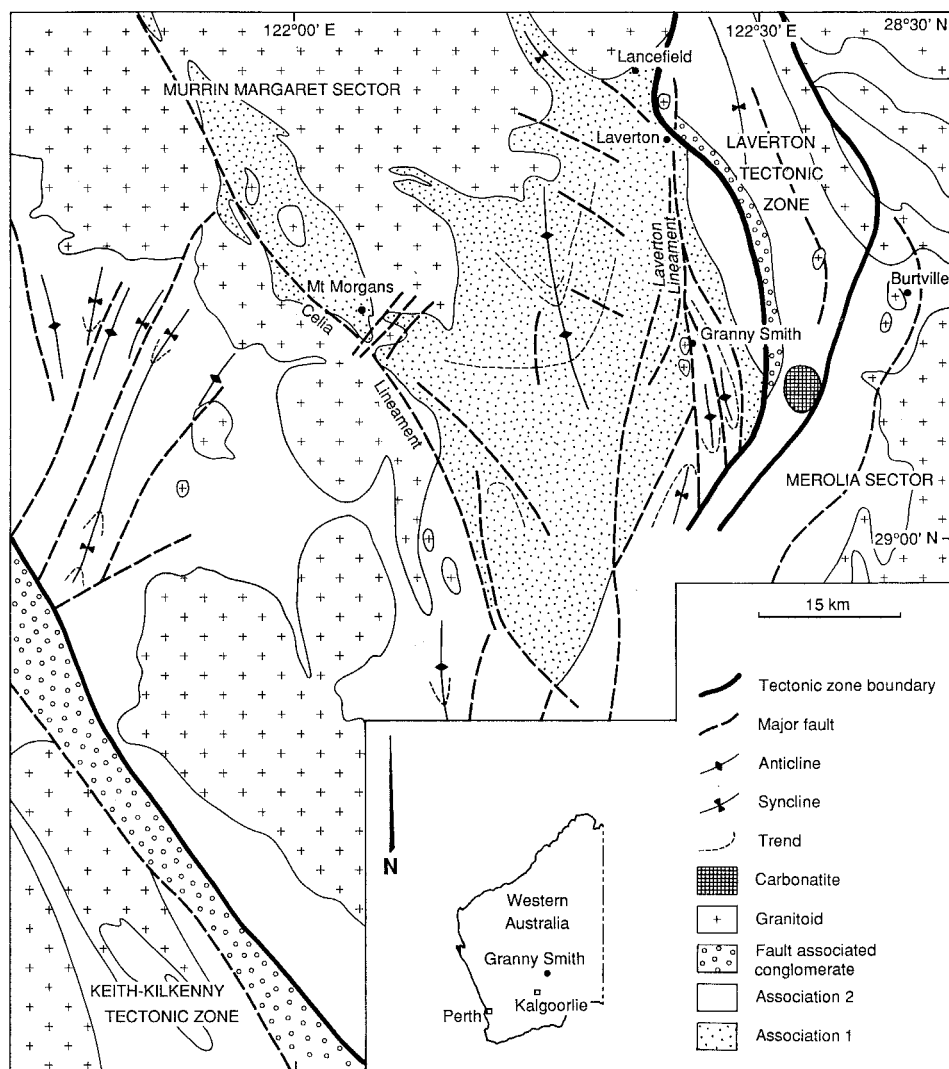 122°00' E
122°30' E
28°30' N
Lancefield
MURRIN MARGARET SECTOR
Laverton
LAVERTON
TECTONIC
ZONE
Laverton
Lineament
Burtville
Mt Morgans
Celia
Lineament
Granny Smith
MEROLIA SECTOR
29°00' N
15 km
Tectonic zone boundary
Major fault
Anticline
Syncline
Trend
Carbonatite
Granitoid
Fault associated
conglomerate
Association 2
Association 1
N
Western
Australia
Granny Smith
Kalgoorlie
Perth
KEITH-KILKENNY
TECTONIC ZONE